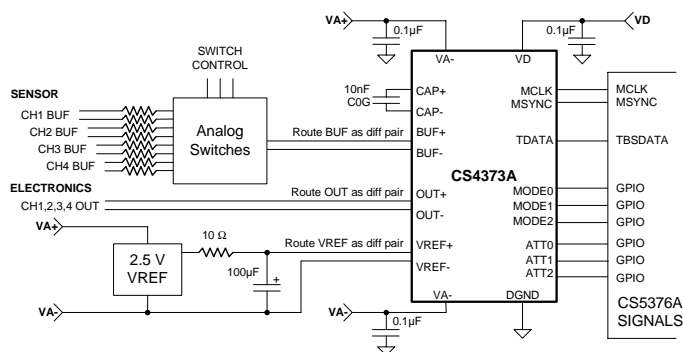 VA+
0.1µF
0.1µF
VD
SWITCH
CONTROL
SENSOR
CH1 BUF
CH2 BUF
CH3 BUF
CH4 BUF
Analog
Switches
ELECTRONICS
CH1,2,3,4 OUT
VA+
2.5 V
VREF
10 Ω
100µF
+
VA-
10nF
C0G
Route BUF as diff pair
Route OUT as diff pair
Route VREF as diff pair
VA-
VD
CAP+
CAP-
BUF+
BUF-
OUT+
OUT-
VREF+
VREF-
VA-
CS4373A
MCLK
MSYNC
TDATA
MODE0
MODE1
MODE2
ATT0
ATT1
ATT2
DGND
MCLK
MSYNC
TBSDATA
GPIO
GPIO
GPIO
GPIO
GPIO
GPIO
CS5376A
SIGNALS
VA-
0.1µF